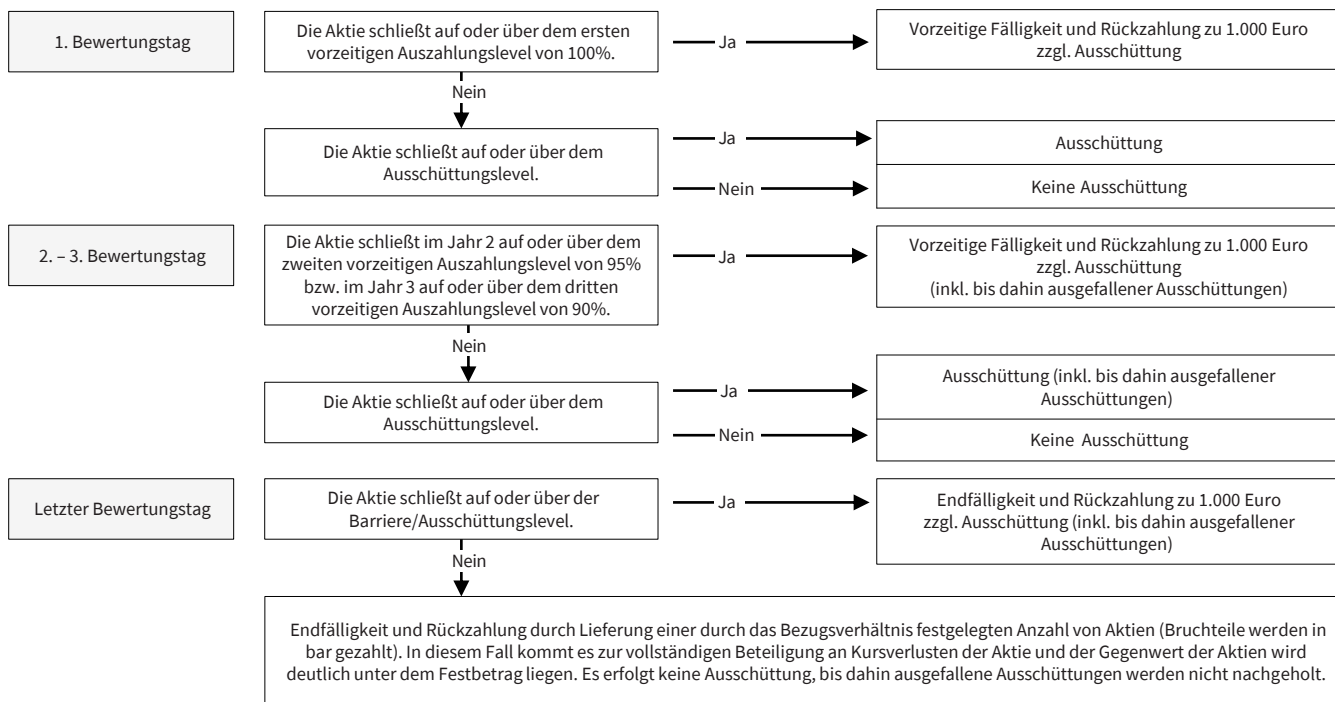 1. Bewertungstag
Die Aktie schließt auf oder über dem ersten
vorzeitigen Auszahlungslevel von 100%.
Ja
Vorzeitige Fälligkeit und Rückzahlung zu 1.000 Euro
zzgl. Ausschüttung
Nein
Die Aktie schließt auf oder über dem
Ausschüttungslevel.
Ja
Ausschüttung
Nein
Keine Ausschüttung
2. – 3. Bewertungstag
Die Aktie schließt im Jahr 2 auf oder über dem
zweiten vorzeitigen Auszahlungslevel von 95%
bzw. im Jahr 3 auf oder über dem dritten
vorzeitigen Auszahlungslevel von 90%.
Ja
Vorzeitige Fälligkeit und Rückzahlung zu 1.000 Euro
zzgl. Ausschüttung
(inkl. bis dahin ausgefallener Ausschüttungen)
Nein
Die Aktie schließt auf oder über dem
Ausschüttungslevel.
Ja
Ausschüttung (inkl. bis dahin ausgefallener
Ausschüttungen)
Nein
Keine Ausschüttung
Letzter Bewertungstag
Die Aktie schließt auf oder über der
Barriere/Ausschüttungslevel.
Ja
Endfälligkeit und Rückzahlung zu 1.000 Euro
zzgl. Ausschüttung (inkl. bis dahin ausgefallener
Ausschüttungen)
Nein
Endfälligkeit und Rückzahlung durch Lieferung einer durch das Bezugsverhältnis festgelegten Anzahl von Aktien (Bruchteile werden in
bar gezahlt). In diesem Fall kommt es zur vollständigen Beteiligung an Kursverlusten der Aktie und der Gegenwert der Aktien wird
deutlich unter dem Festbetrag liegen. Es erfolgt keine Ausschüttung, bis dahin ausgefallene Ausschüttungen werden nicht nachgeholt.